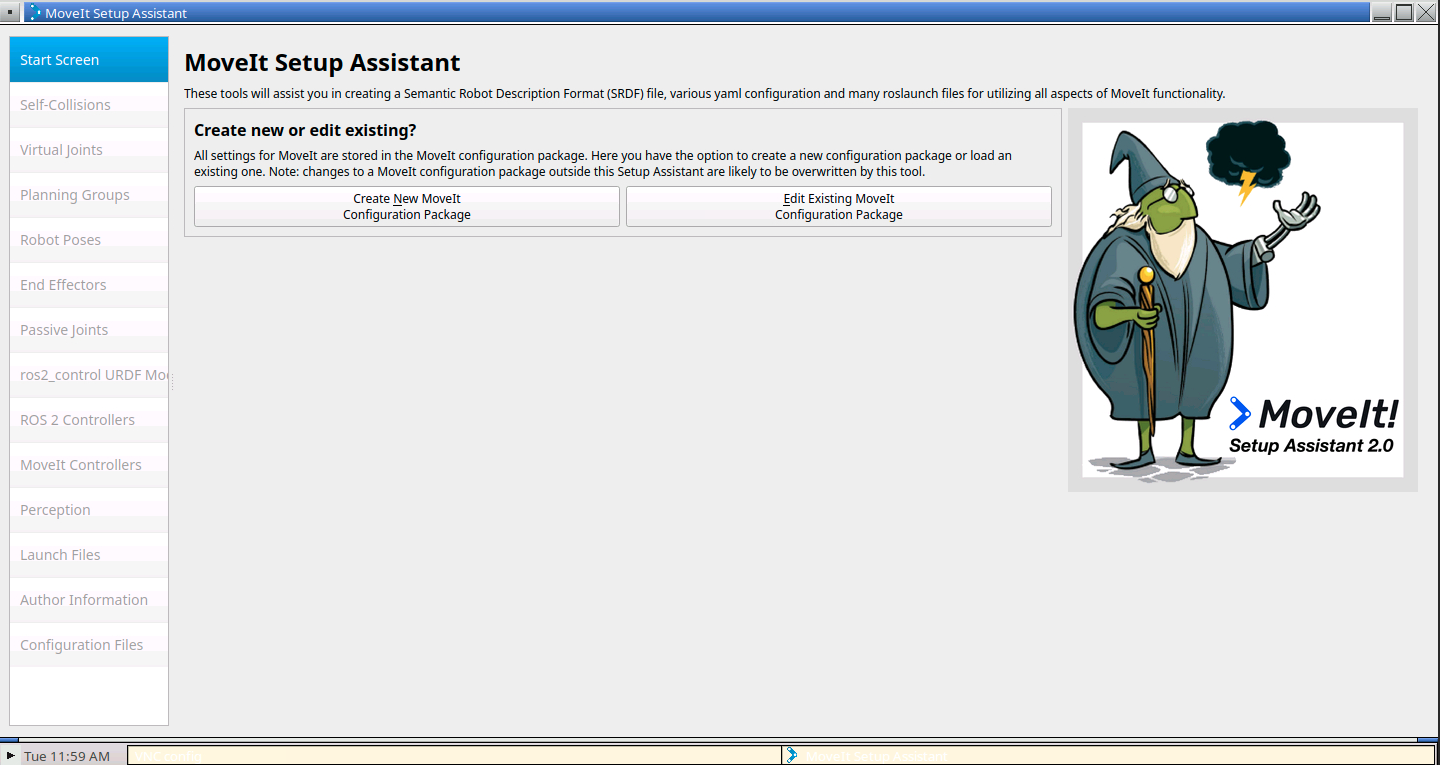 MoveIt Setup Assistant
Start Screen
Self-Collisions
Virtual Joints
Planning Groups
Robot Poses
End Effectors
Passive Joints
ros2_control URDF Mo
ROS 2 Controllers
MoveIt Controllers
Perception
Launch Files
Author Information
Configuration Files
MoveIt Setup Assistant
These tools will assist you in creating a Semantic Robot Description Format (SRDF) file, various yaml configuration and many roslaunch files for utilizing all aspects of MoveIt functionality.
Create new or edit existing?
All settings for MoveIt are stored in the MoveIt configuration package. Here you have the option to create a new configuration package or load an
existing one. Note: changes to a MoveIt configuration package outside this Setup Assistant are likely to be overwritten by this tool.
Create New MoveIt
Configuration Package
Edit Existing MoveIt
Configuration Package
MoveIt!
Setup Assistant 2.0
Tue 11:59 AM
MoveIt Setup Assistant